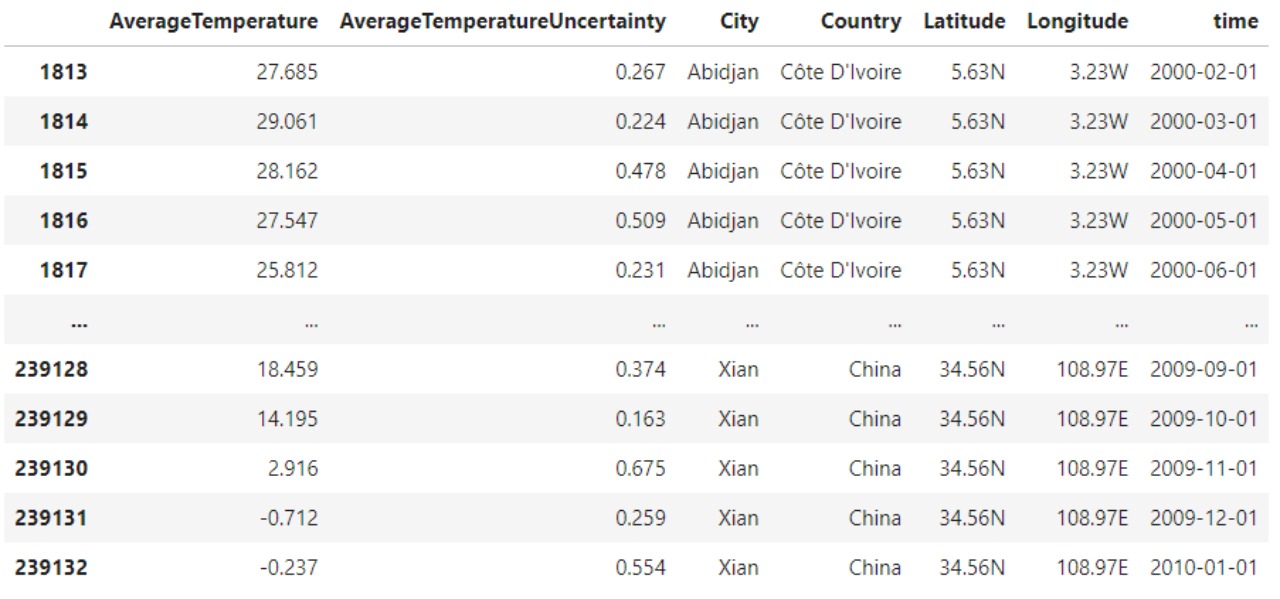 AverageTemperature AverageTemperatureUncertainty City Country Latitude Longitude time
1813 27.685 0.267 Abidjan Côte D'Ivoire 5.63N 3.23W 2000-02-01
1814 29.061 0.224 Abidjan Côte D'Ivoire 5.63N 3.23W 2000-03-01
1815 28.162 0.478 Abidjan Côte D'Ivoire 5.63N 3.23W 2000-04-01
1816 27.547 0.509 Abidjan Côte D'Ivoire 5.63N 3.23W 2000-05-01
1817 25.812 0.231 Abidjan Côte D'Ivoire 5.63N 3.23W 2000-06-01
... ... ... ... ... ... ... ...
239128 18.459 0.374 Xian China 34.56N 108.97E 2009-09-01
239129 14.195 0.163 Xian China 34.56N 108.97E 2009-10-01
239130 2.916 0.675 Xian China 34.56N 108.97E 2009-11-01
239131 -0.712 0.259 Xian China 34.56N 108.97E 2009-12-01
239132 -0.237 0.554 Xian China 34.56N 108.97E 2010-01-01